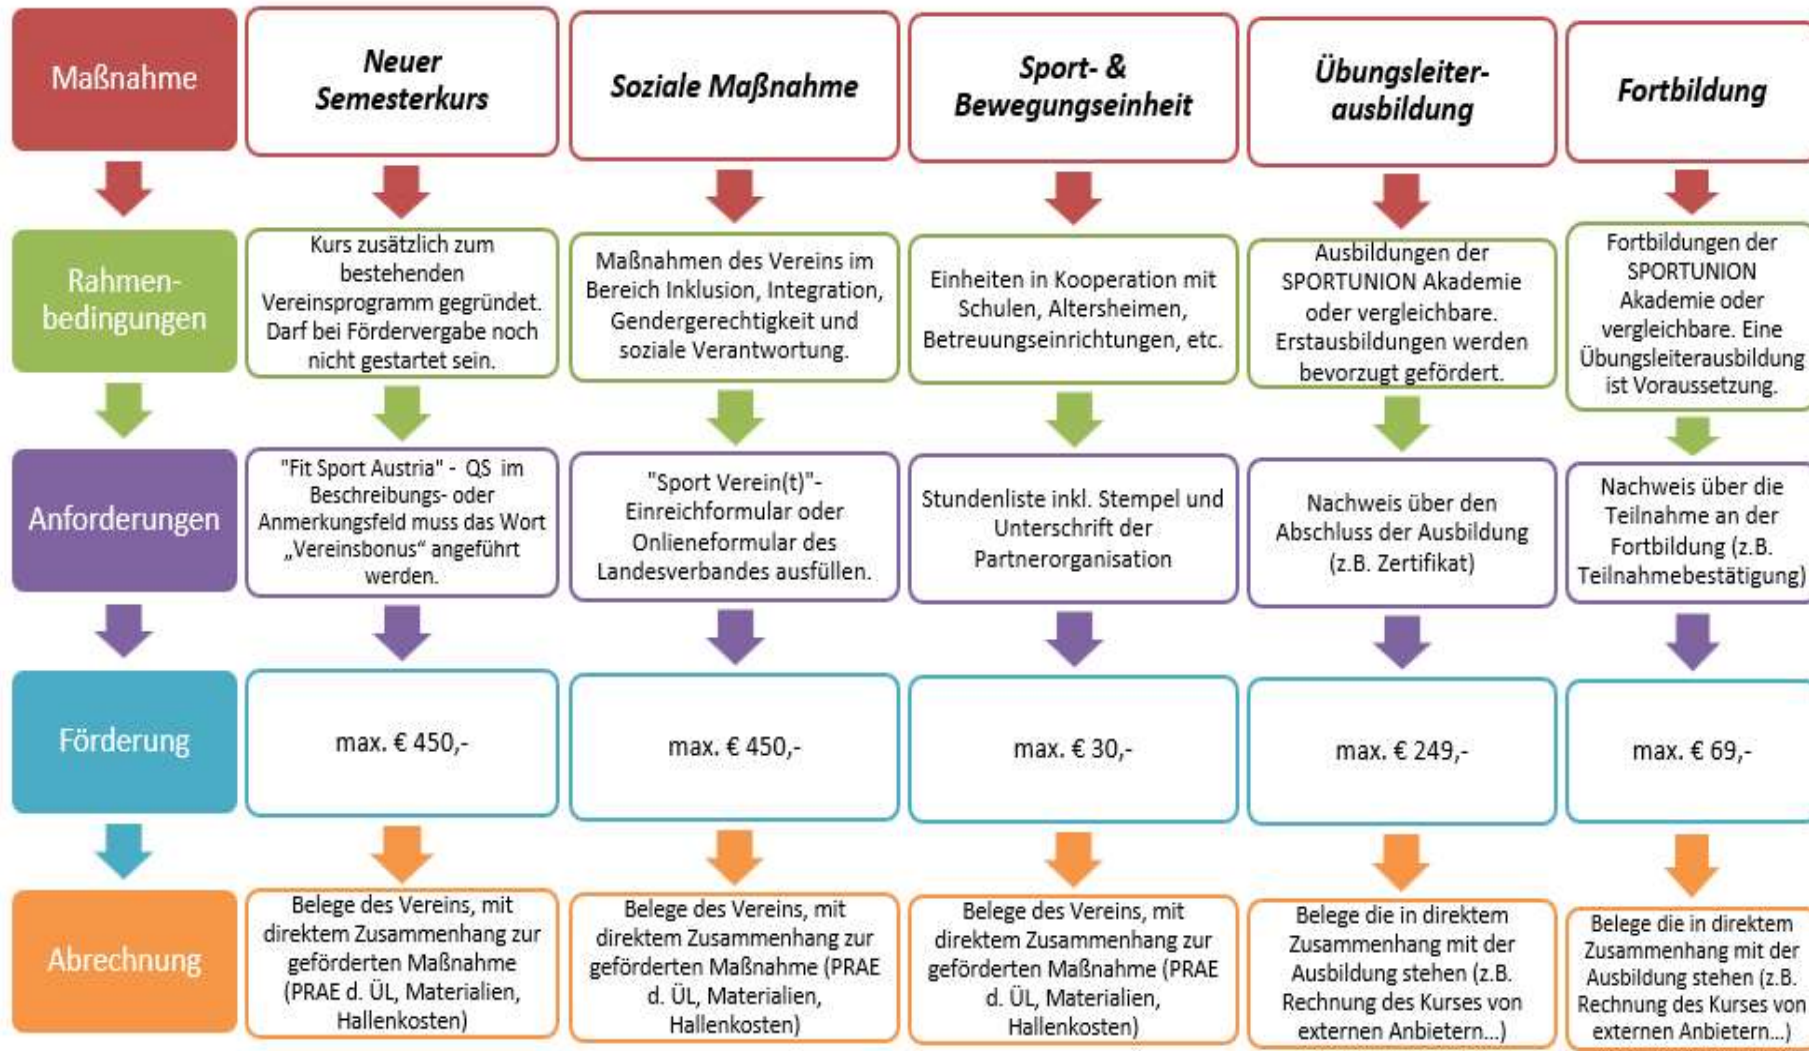 Maßnahme
Neuer
Semesterkurs
Soziale Maßnahme
Sport- &
Bewegungseinheit
Übungsleiter-
ausbildung
Fortbildung
Rahmen-
bedingungen
Kurs zusätzlich zum
bestehenden
Vereinsprogramm gegründet.
Darf bei Fördervergabe noch
nicht gestartet sein.
Maßnahmen des Vereins im
Bereich Inklusion, Integration,
Gendergerechtigkeit und
soziale Verantwortung.
Einheiten in Kooperation mit
Schulen, Altersheimen,
Betreuungseinrichtungen, etc.
Ausbildungen der
SPORTUNION Akademie
oder vergleichbare.
Erstausbildungen werden
bevorzugt gefördert.
Fortbildungen der
SPORTUNION
Akademie oder
vergleichbare. Eine
Übungsleiterausbildung
ist Voraussetzung.
Anforderungen
"Fit Sport Austria" - QS im
Beschreibungs- oder
Anmerkungsfeld muss das Wort
„Vereinsbonus“ angeführt
werden.
"Sport Verein(t)"-
Einreichformular oder
Onlieneformular des
Landesverbandes ausfüllen.
Stundenliste inkl. Stempel und
Unterschrift der
Partnerorganisation
Nachweis über den
Abschluss der Ausbildung
(z.B. Zertifikat)
Nachweis über die
Teilnahme an der
Fortbildung (z.B.
Teilnahmebestätigung)
Förderung
max. € 450,-
max. € 450,-
max. € 30,-
max. € 249,-
max. € 69,-
Abrechnung
Belege des Vereins, mit
direktem Zusammenhang zur
geförderten Maßnahme
(PRAE d. ÜL, Materialien,
Hallenkosten)
Belege des Vereins, mit
direktem Zusammenhang zur
geförderten Maßnahme (PRAE
d. ÜL, Materialien,
Hallenkosten)
Belege des Vereins, mit
direktem Zusammenhang zur
geförderten Maßnahme (PRAE
d. ÜL, Materialien,
Hallenkosten)
Belege die in direktem
Zusammenhang mit der
Ausbildung stehen (z.B.
Rechnung des Kurses von
externen Anbietern...)
Belege die in direktem
Zusammenhang mit der
Ausbildung stehen (z.B.
Rechnung des Kurses von
externen Anbietern...)